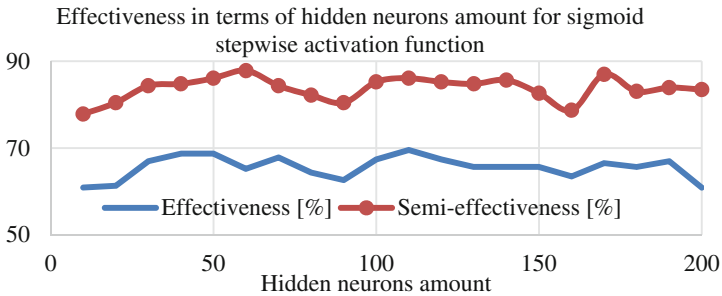 Effectiveness in terms of hidden neurons amount for sigmoid
stepwise activation function
90
70
50
Effectiveness [%]
Semi-effectiveness [%]
0
50
100
150
200
Hidden neurons amount